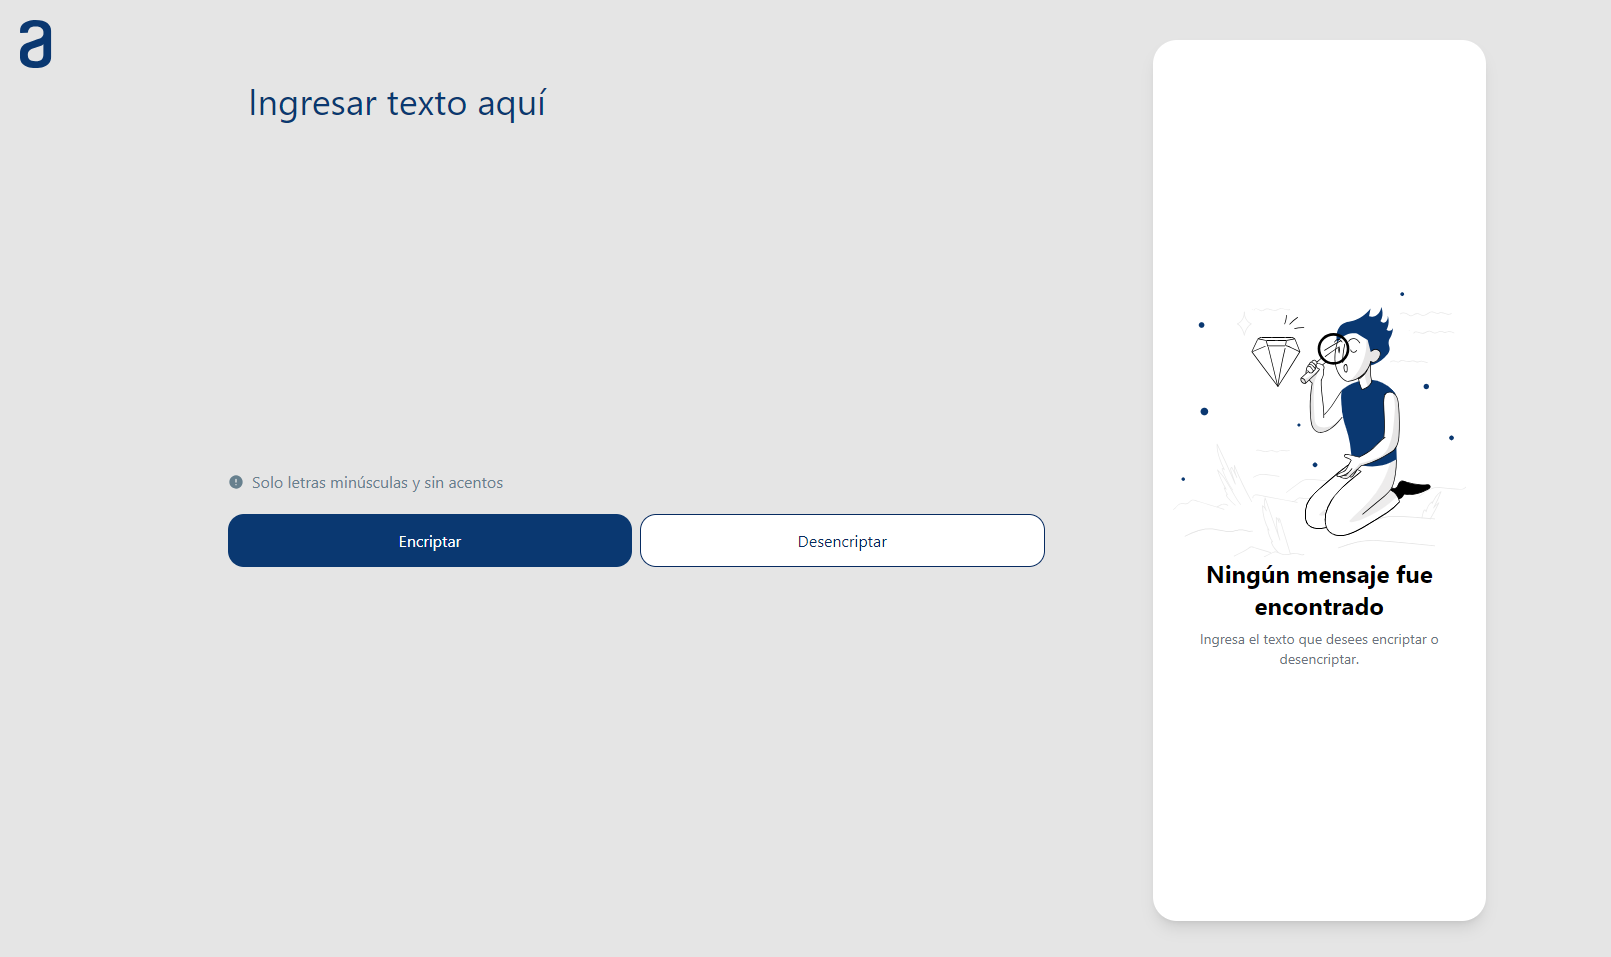 a
Ingresar texto aquí
Solo letras minúsculas y sin acentos
Encriptar
Desencriptar
Ningún mensaje fue
encontrado
Ingresa el texto que desees encriptar o
desencriptar.